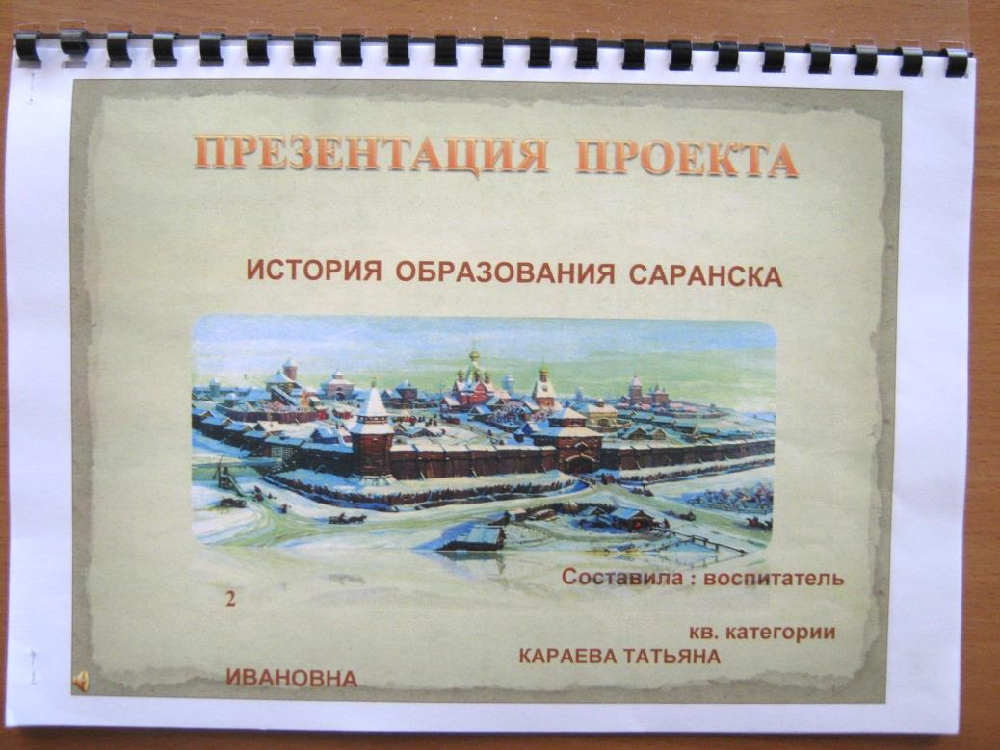 ПРЕЗЕНТАЦИЯ ПРОЕКТА
ИСТОРИЯ ОБРАЗОВАНИЯ САРАНСКА
Составила : воспитатель
2
кв. категории
КАРАЕВА ТАТЬЯНА
ИВАНОВНА